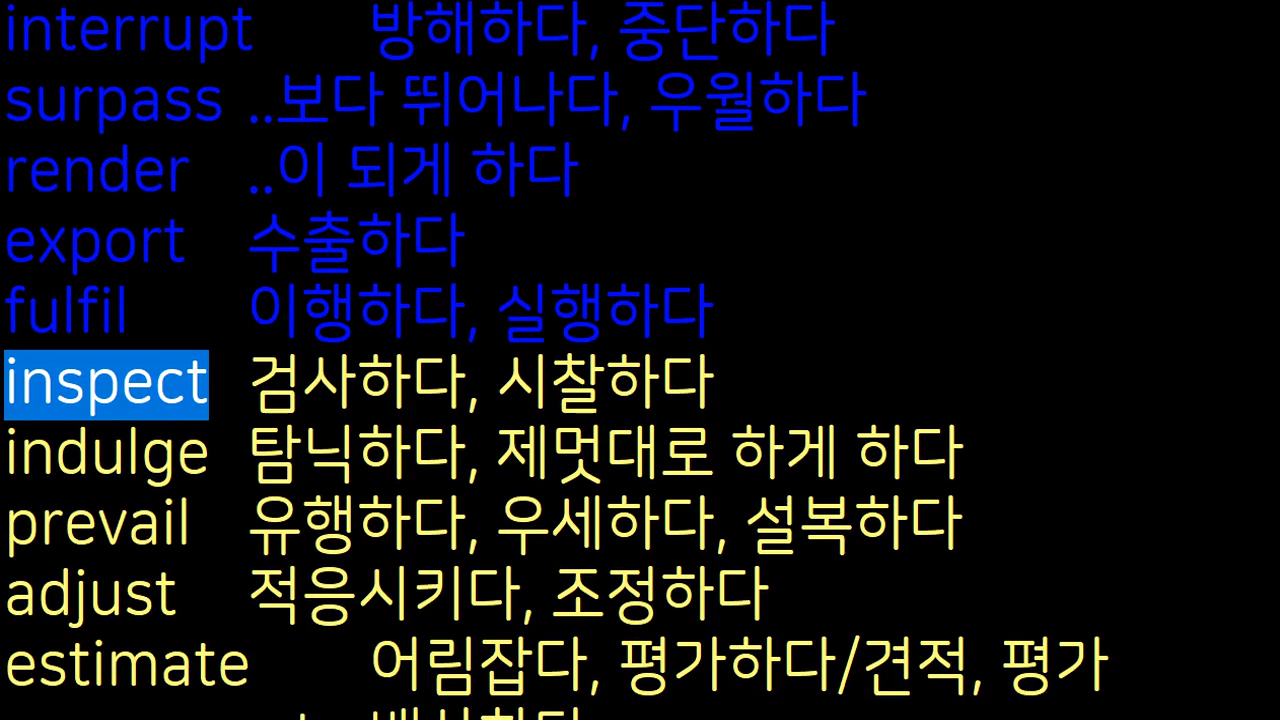 interrupt 방해하다, 중단하다
surpass ..보다 뛰어나다, 우월하다
render ..이 되게 하다
export 수출하다
fulfil 이행하다, 실행하다
inspect 검사하다, 시찰하다
indulge 탐닉하다, 제멋대로 하게 하다
prevail 유행하다, 우세하다, 설복하다
adjust 적응시키다, 조정하다
estimate 어림잡다, 평가하다/견적, 평가